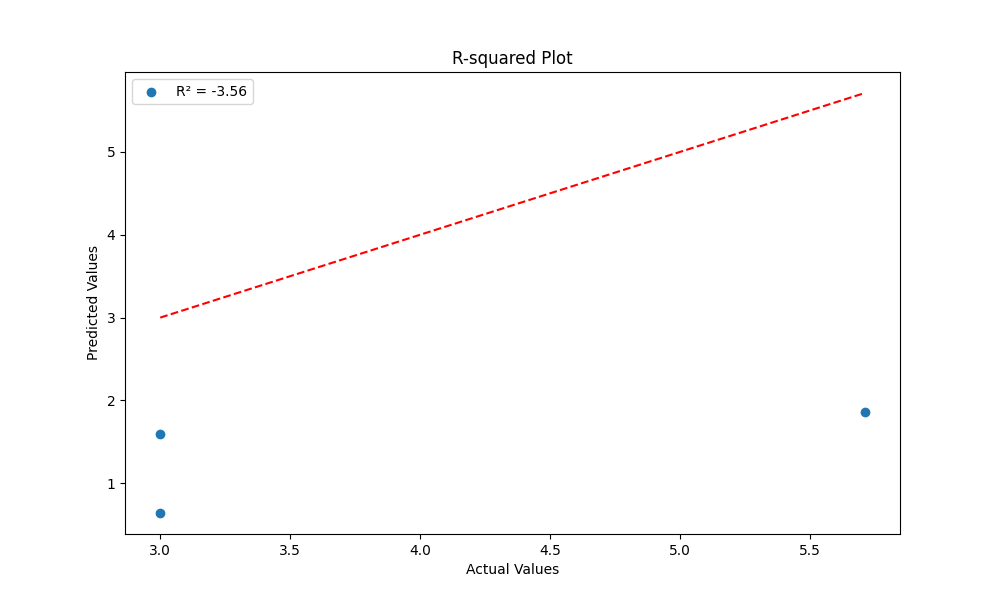 R-squared Plot
R² = -3.56
Predicted Values
5
4
3
2
1
3.0 3.5 4.0 4.5 5.0 5.5
Actual Values